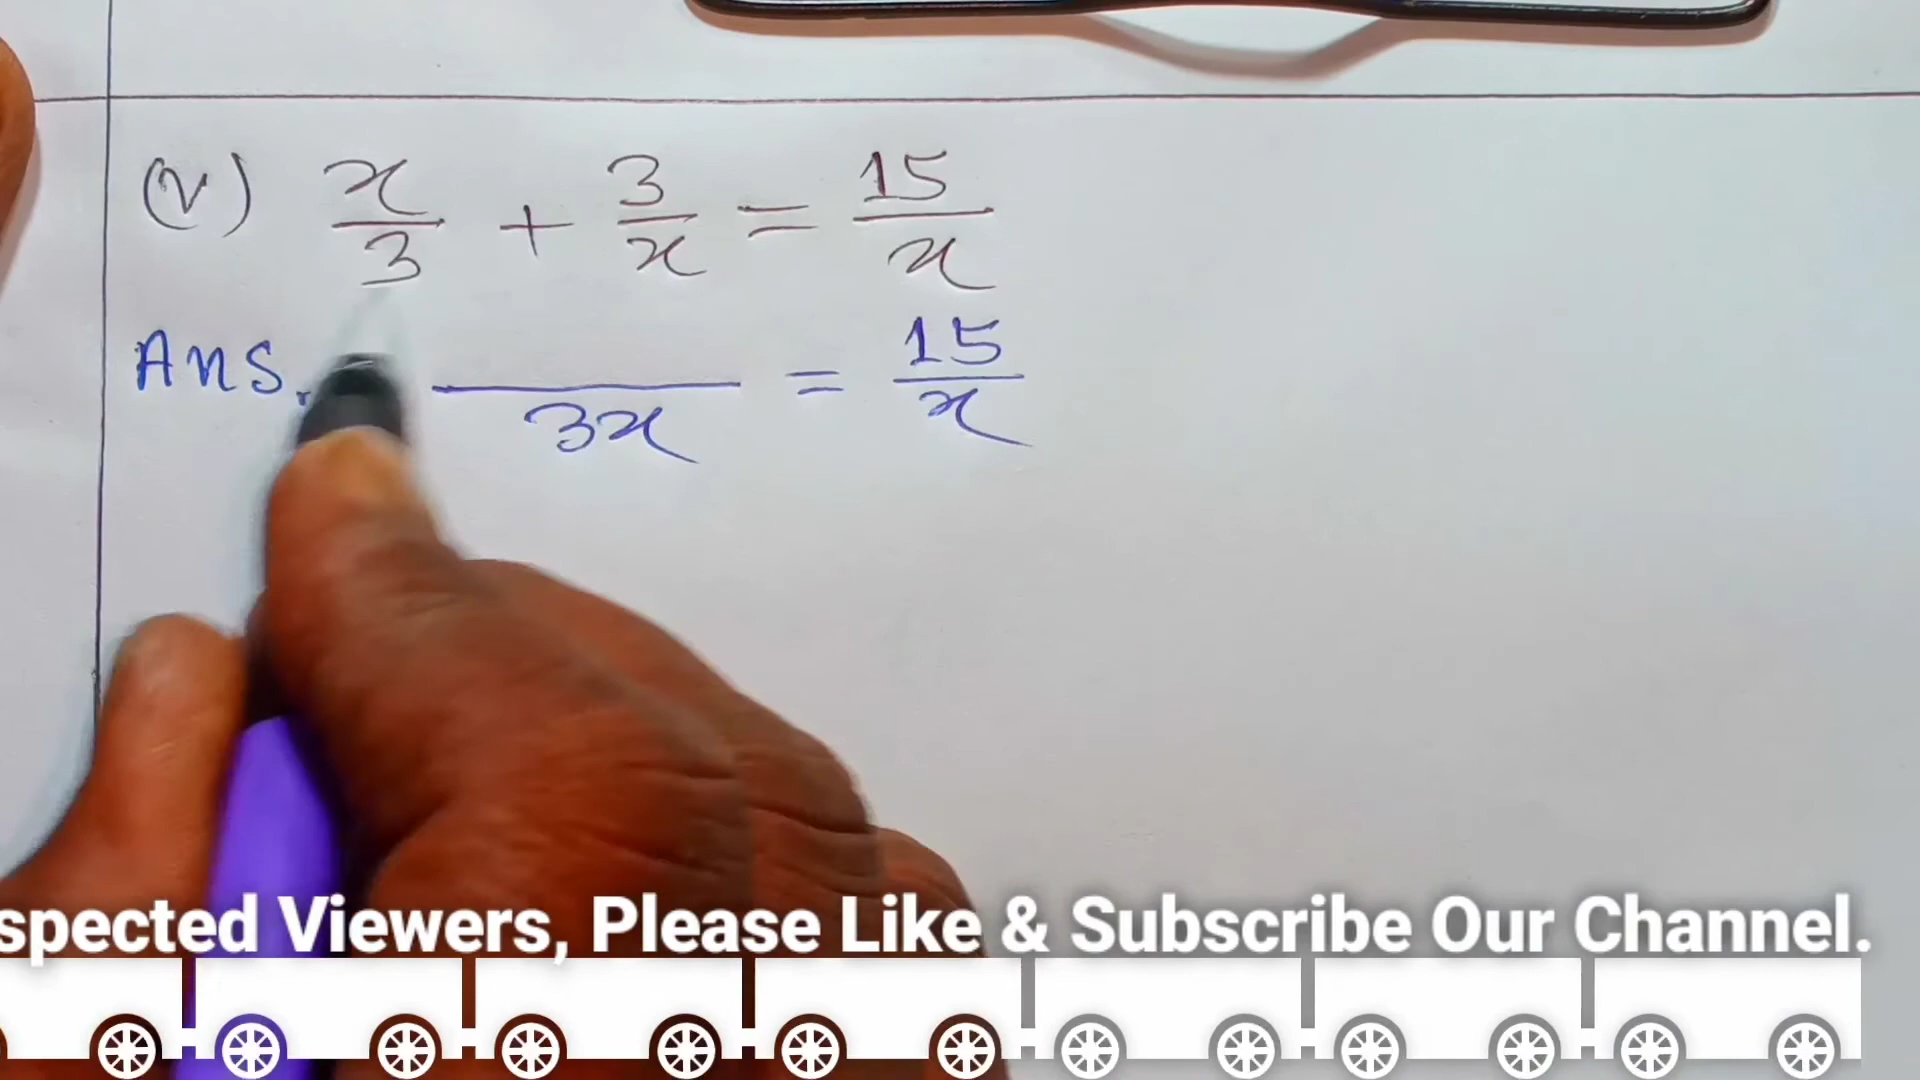 (V) x/3 + 3/x = 15/x
Ans. /3x = 15/x
spected Viewers, Please Like & Subscribe Our Channel.